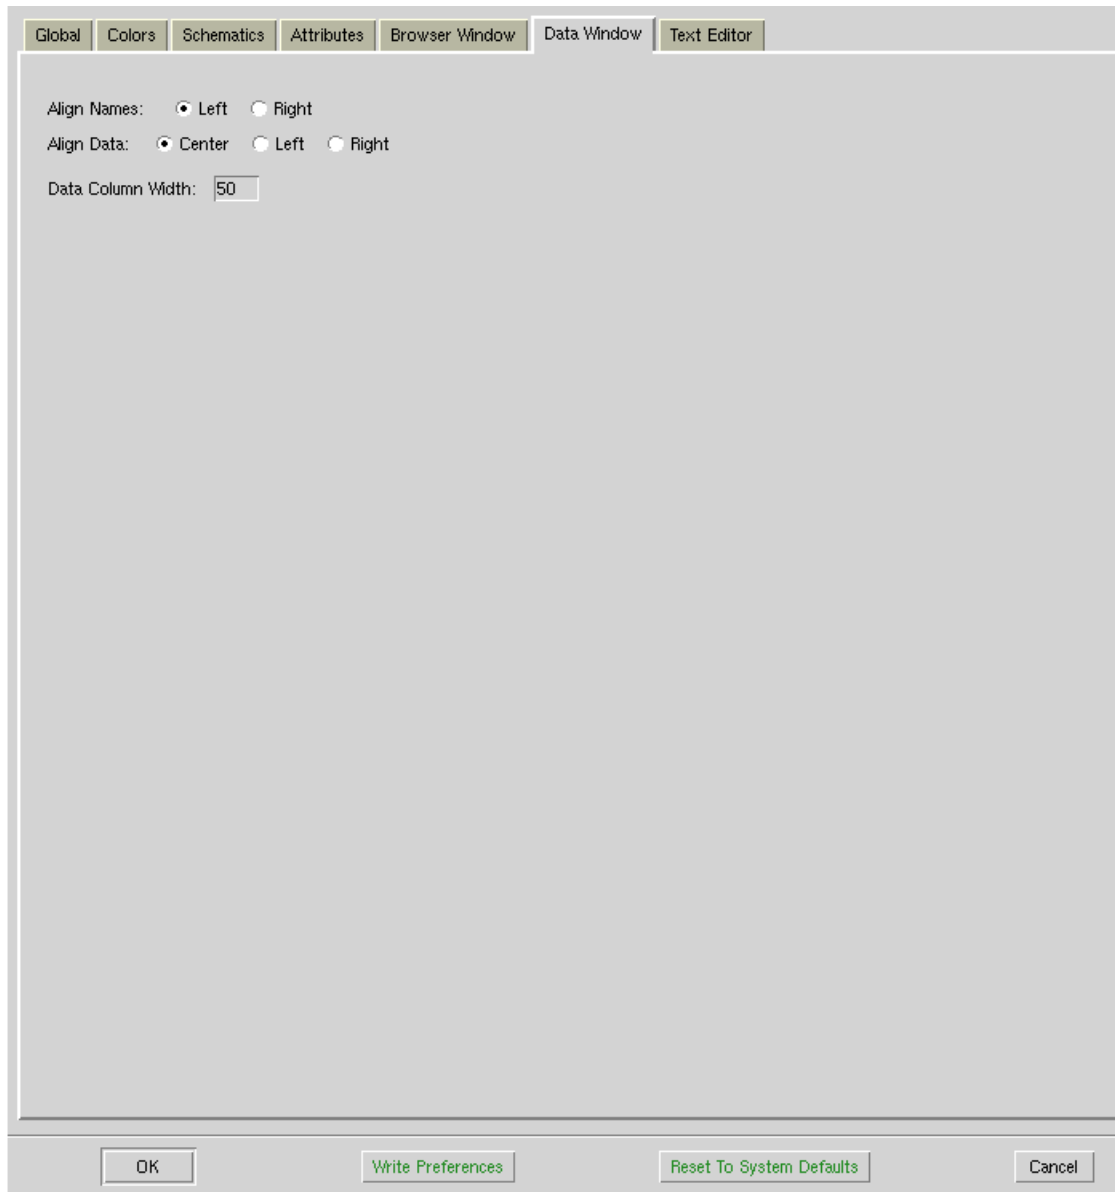 Global Colors Schematics Attributes Browser Window Data Window Text Editor
Align Names: Left Right
Align Data: Center Left Right
Data Column Width: 50
OK Write Preferences Reset To System Defaults Cancel